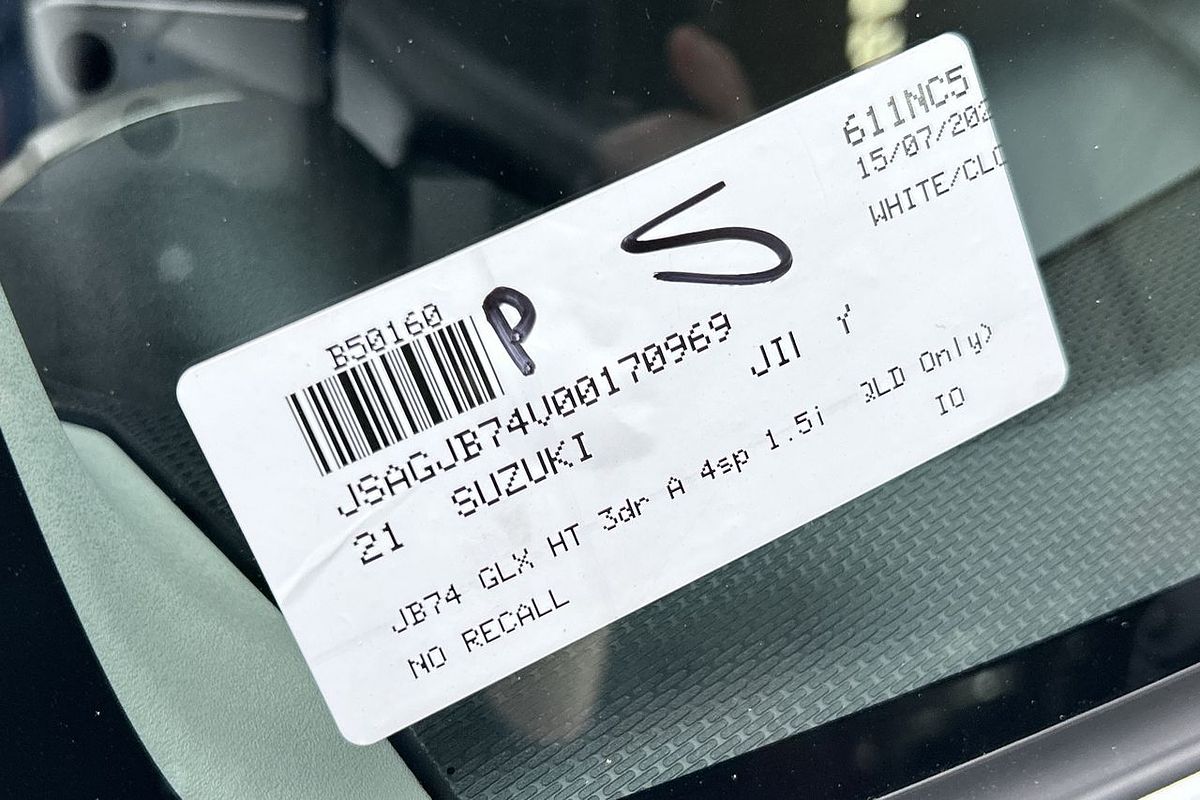 611NC5
15/07/202
WHITE/CLO
P S
B50160
JSAGJB74V00170969
21 SUZUKI JI Y
JB74 GLX HT 3dr A 4sp 1.5i QLD Only)
NO RECALL IO